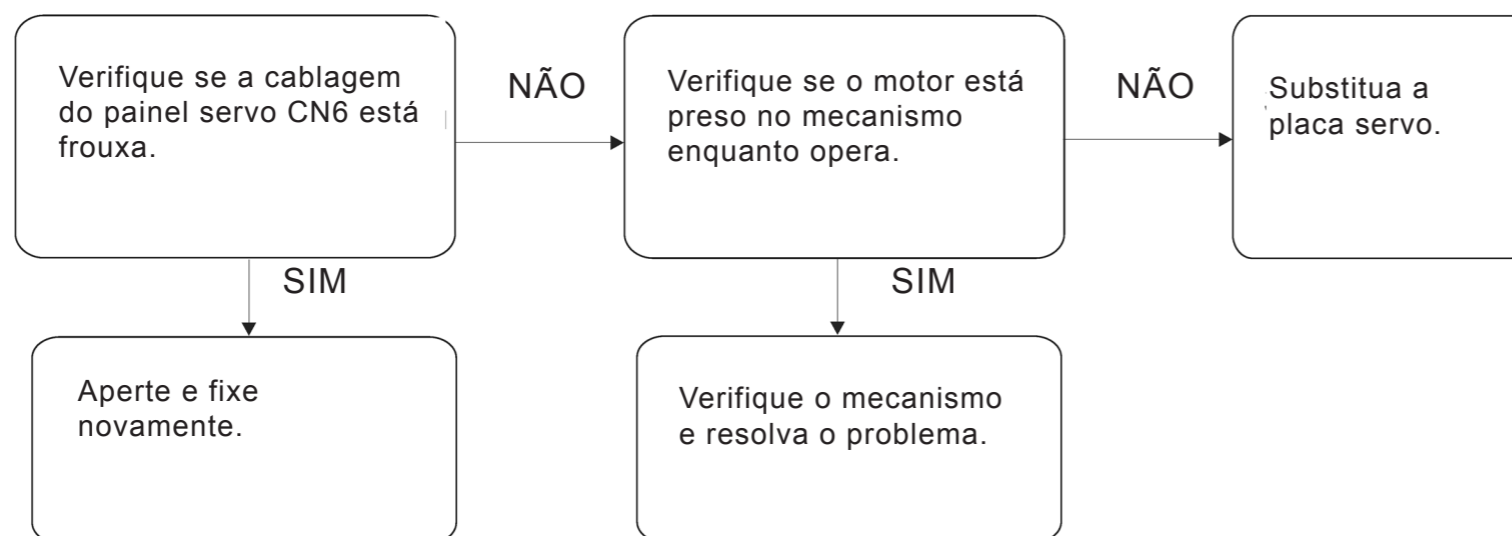 Verifique se a cablagem
do painel servo CN6 está
frouxa.
NÃO
Verifique se o motor está
preso no mecanismo
enquanto opera.
NÃO
Substitua a
placa servo.
SIM
SIM
Aperte e fixe
novamente.
Verifique o mecanismo
e resolva o problema.